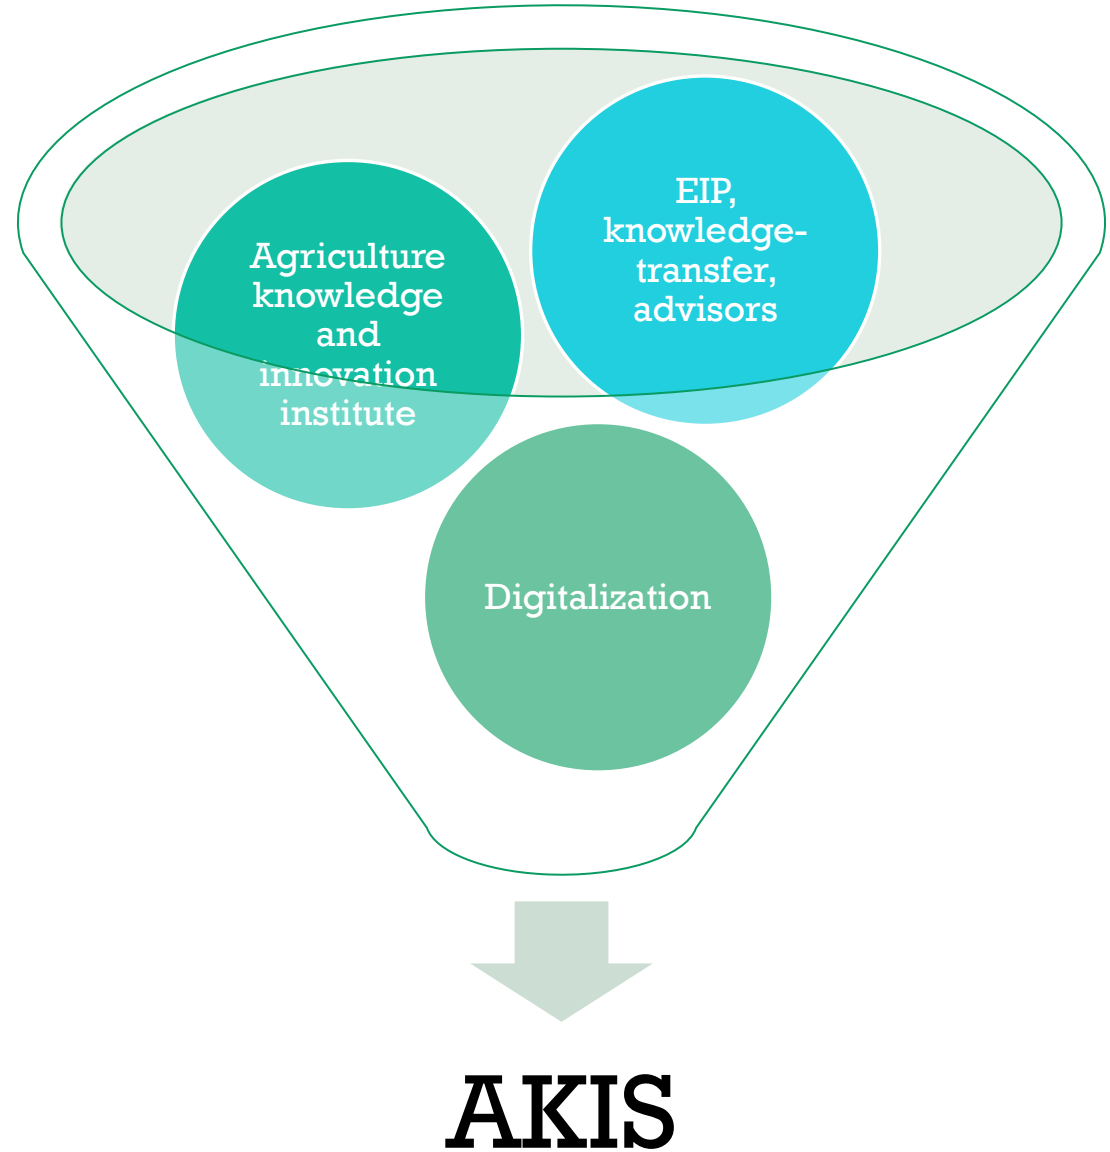 Agriculture
knowledge
and
innovation
institute
EIP,
knowledge-
transfer,
advisors
Digitalization
AKIS